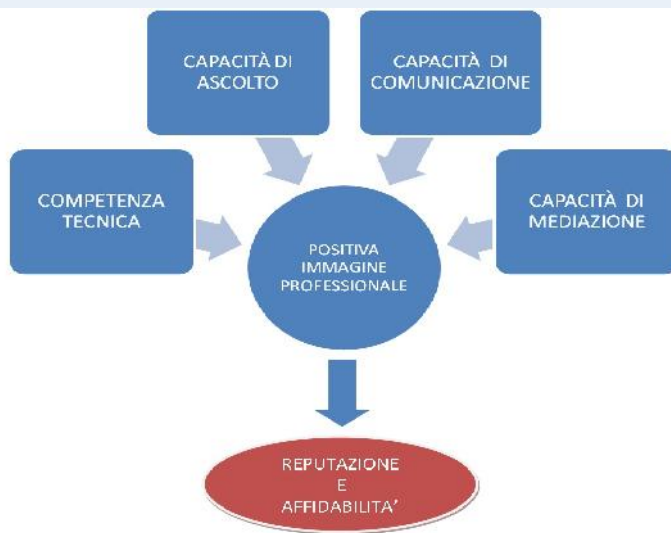 CAPACITÀ DI
ASCOLTO
CAPACITÀ DI
COMUNICAZIONE
COMPETENZA
TECNICA
CAPACITÀ DI
MEDIAZIONE
POSITIVA
IMMAGINE
PROFESSIONALE
REPUTAZIONE
E
AFFIDABILITA'